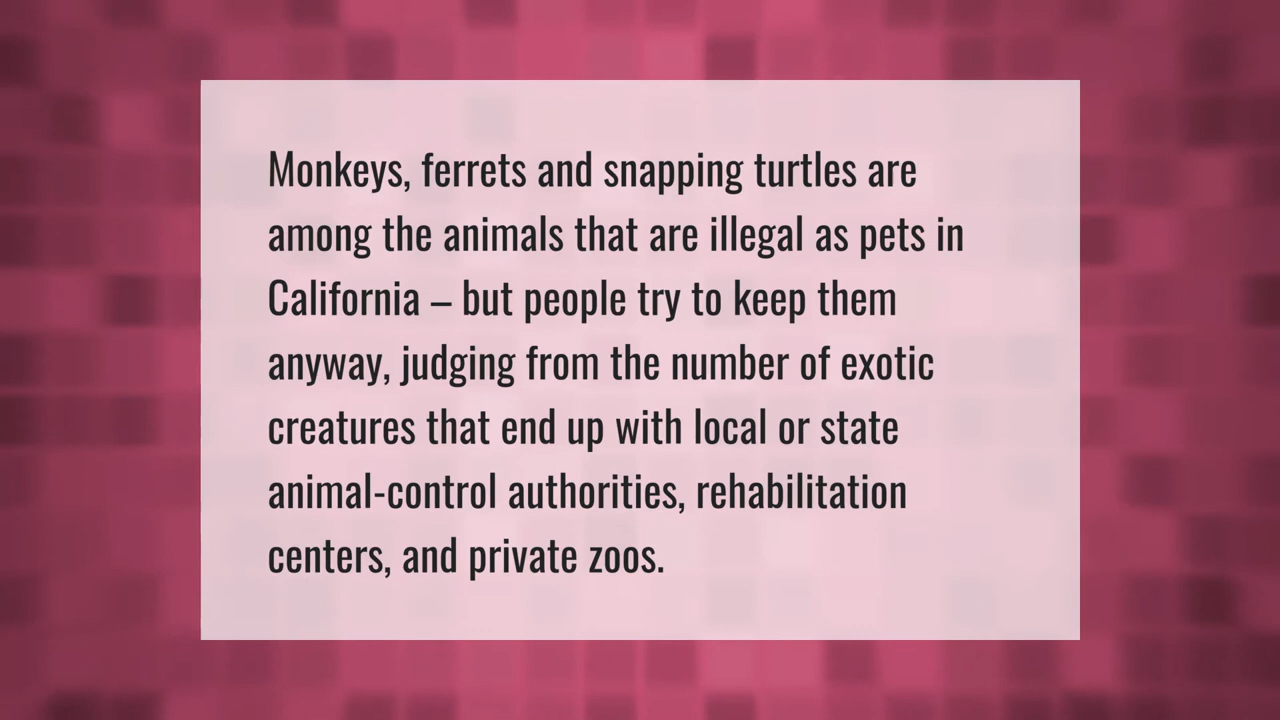 Monkeys, ferrets and snapping turtles are
among the animals that are illegal as pets in
California – but people try to keep them
anyway, judging from the number of exotic
creatures that end up with local or state
animal-control authorities, rehabilitation
centers, and private zoos.